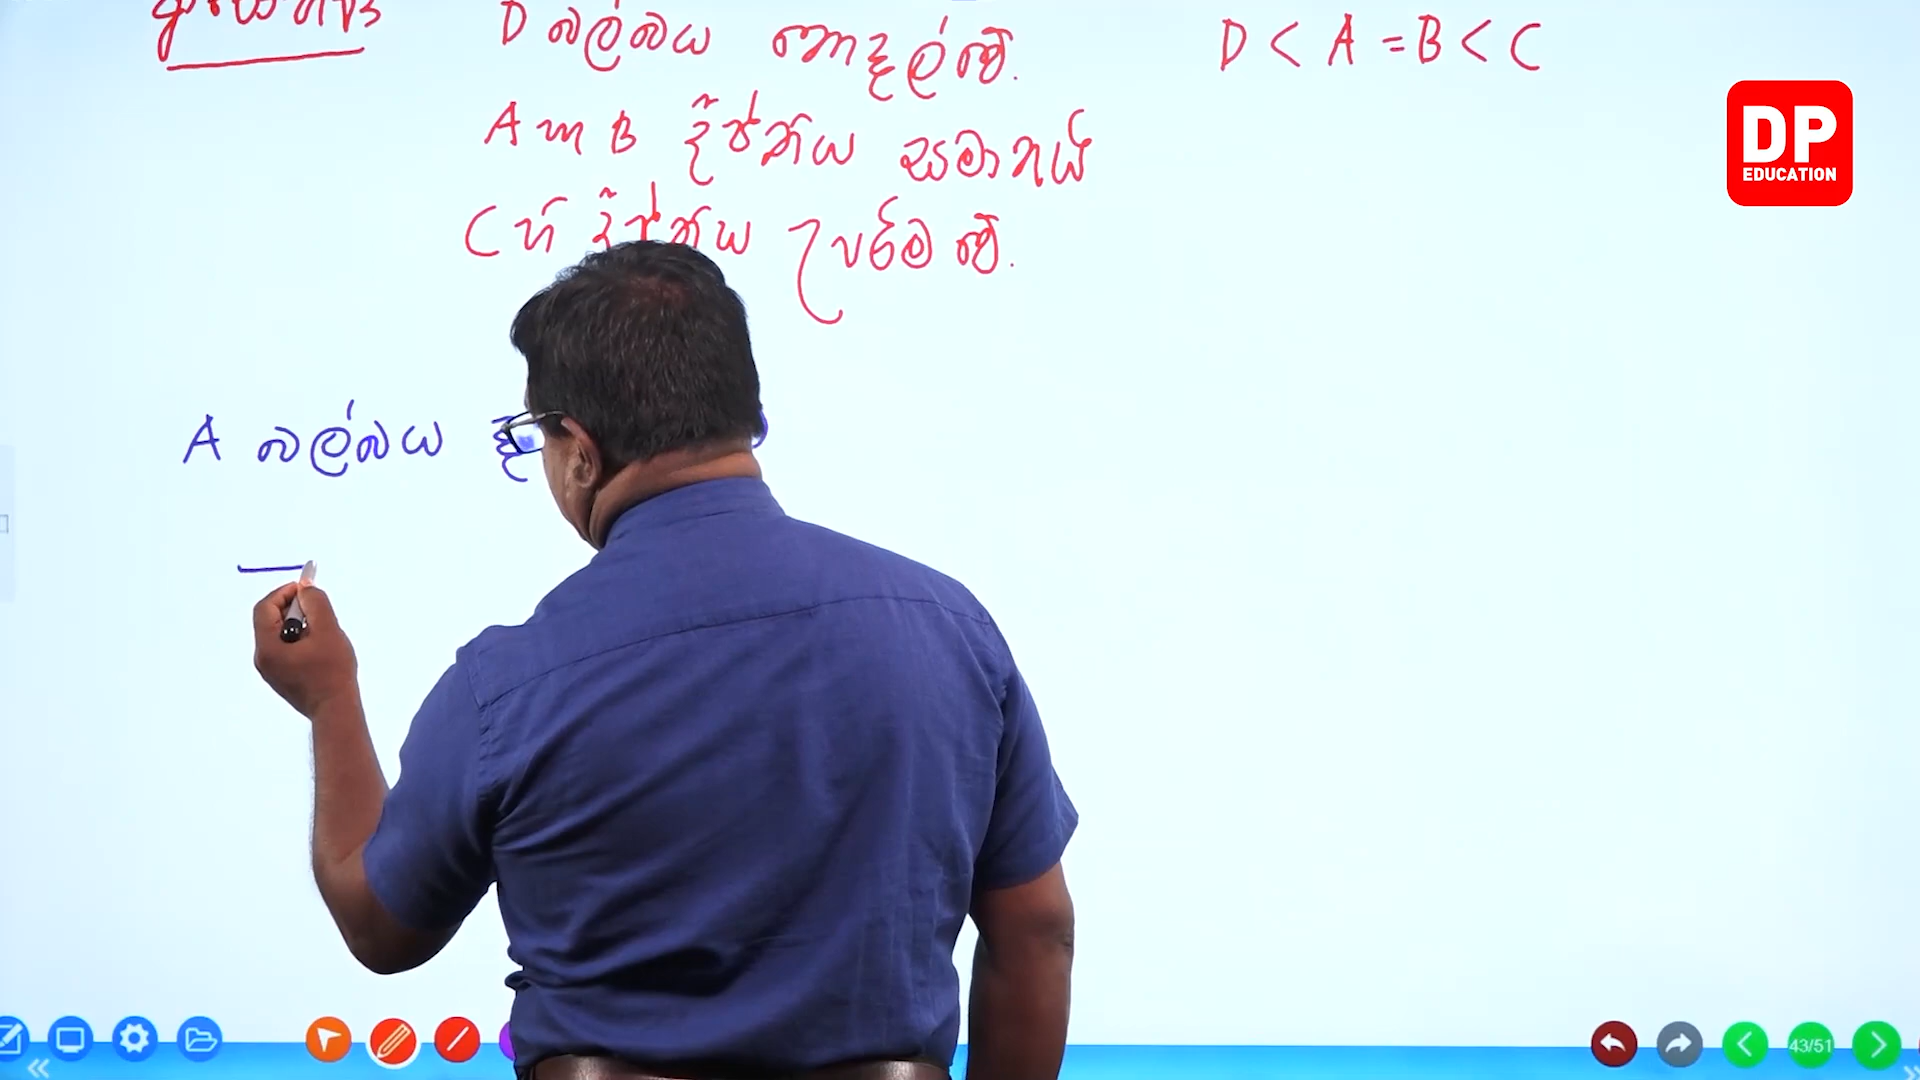 D බල්බය නොදැල්වේ.
D < A = B < C
A හා B දීප්තිය සමානයි
C හි දීප්තිය උපරිම වේ.
A බල්බය
DP
EDUCATION
43/51